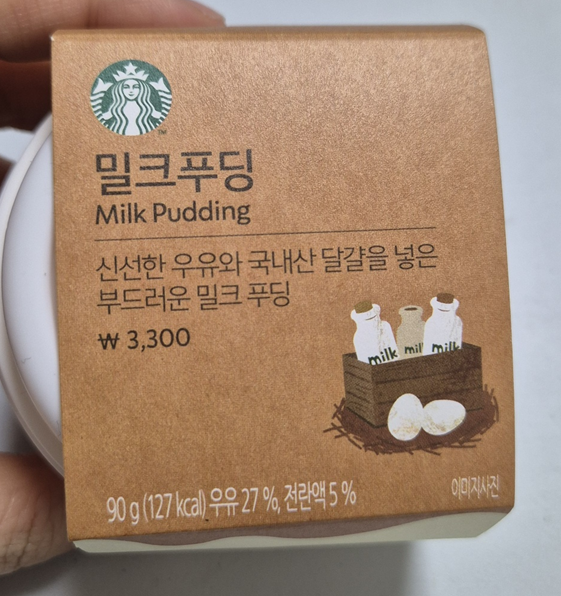 밀크푸딩
Milk Pudding
신선한 우유와 국내산 달걀을 넣은
부드러운 밀크 푸딩
₩ 3,300
milk mil milk
90 g (127 kcal) 우유 27 %, 전란액 5 %
이미지사진